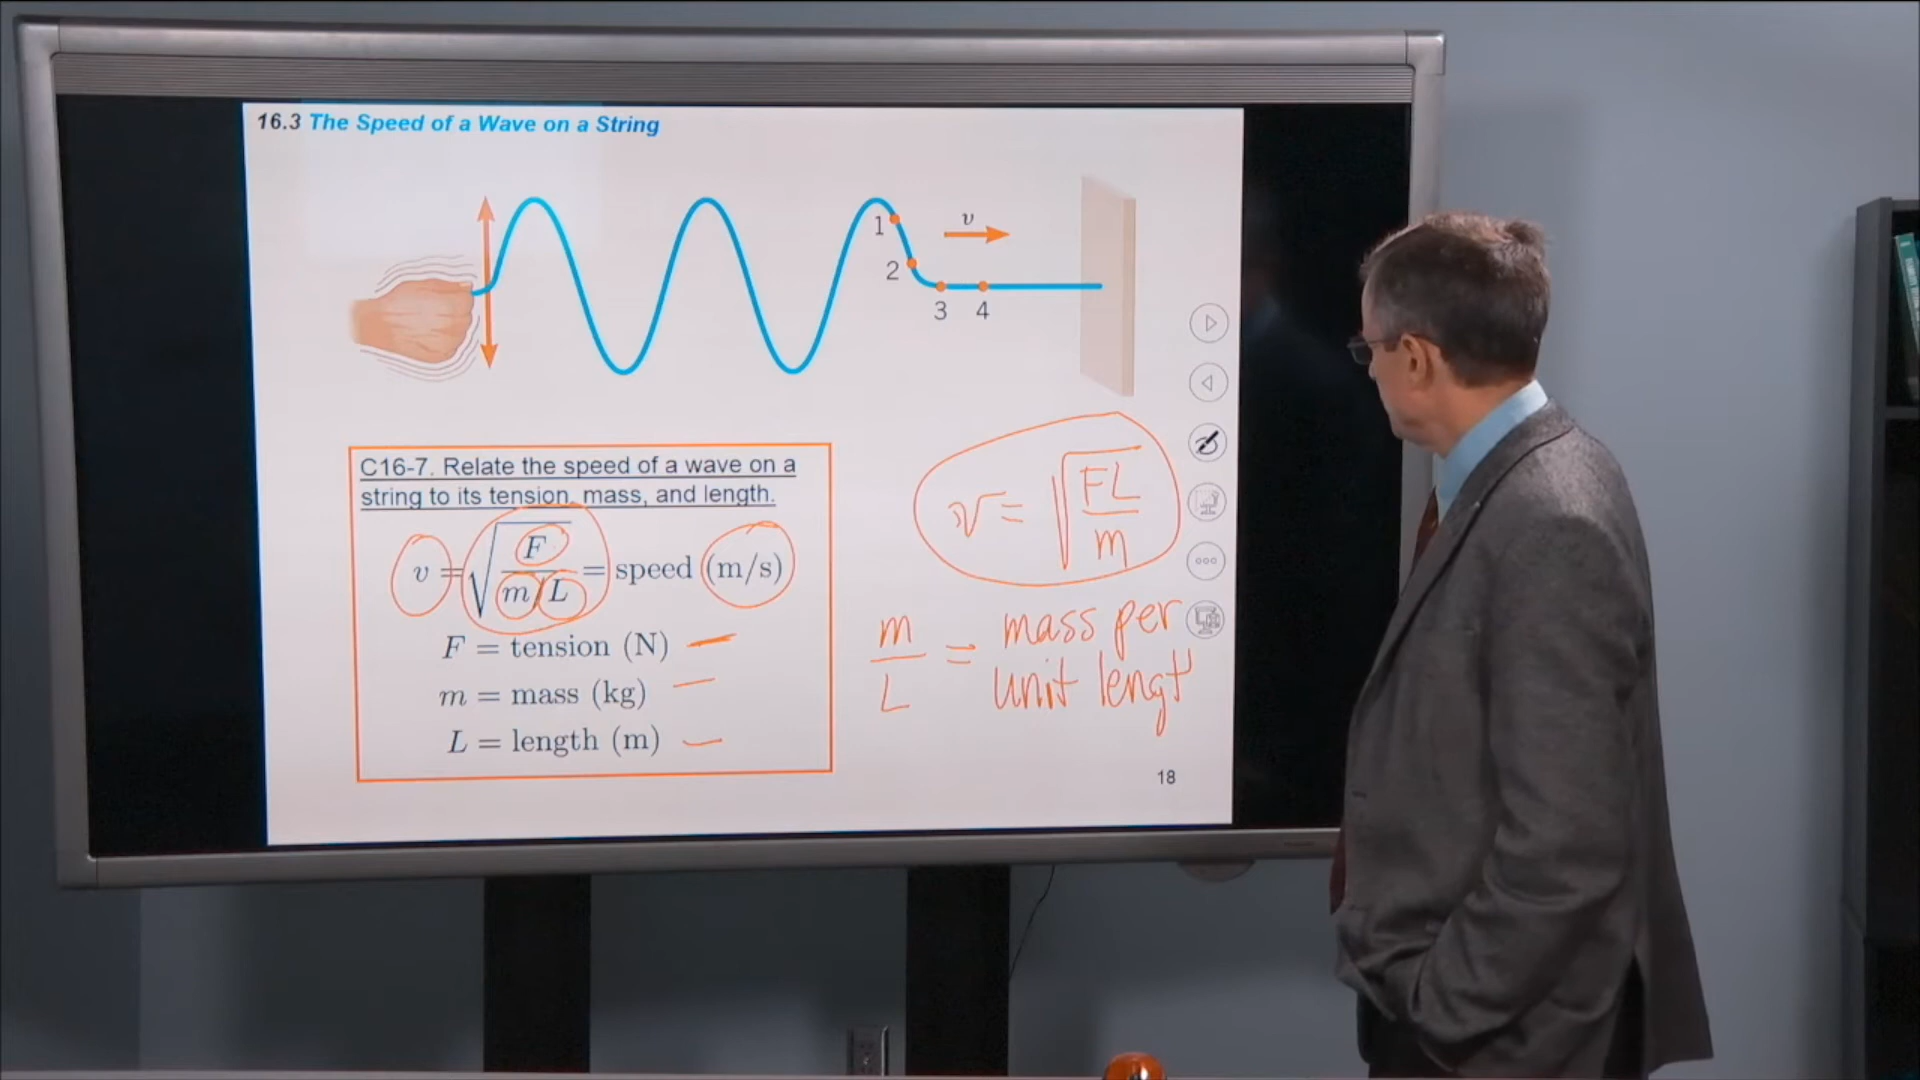 16.3 The Speed of a Wave on a String
v
1
2
3 4
C16-7. Relate the speed of a wave on a
string to its tension, mass, and length.
v = √(F/(m/L)) = speed (m/s)
F = tension (N)
m = mass (kg)
L = length (m)
v = √(FL/m)
m/L = mass per
unit lengt
18